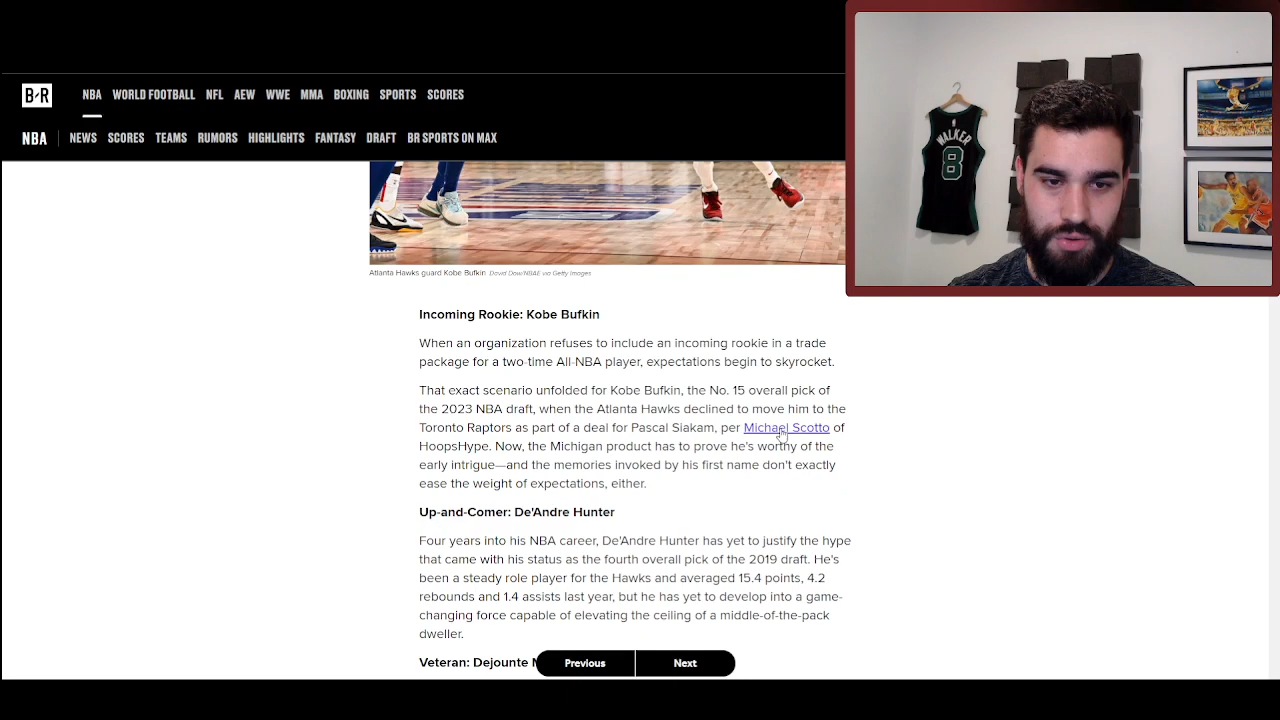 B/R
NBA WORLD FOOTBALL NFL AEW WWE MMA BOXING SPORTS SCORES
NBA NEWS SCORES TEAMS RUMORS HIGHLIGHTS FANTASY DRAFT BR SPORTS ON MAX
WALKER
8
Atlanta Hawks guard Kobe Bufkin David Dow/NBAE via Getty Images
Incoming Rookie: Kobe Bufkin
When an organization refuses to include an incoming rookie in a trade
package for a two-time All-NBA player, expectations begin to skyrocket.
That exact scenario unfolded for Kobe Bufkin, the No. 15 overall pick of
the 2023 NBA draft, when the Atlanta Hawks declined to move him to the
Toronto Raptors as part of a deal for Pascal Siakam, per Michael Scotto of
HoopsHype. Now, the Michigan product has to prove he's worthy of the
early intrigue—and the memories invoked by his first name don't exactly
ease the weight of expectations, either.
Up-and-Comer: De'Andre Hunter
Four years into his NBA career, De'Andre Hunter has yet to justify the hype
that came with his status as the fourth overall pick of the 2019 draft. He's
been a steady role player for the Hawks and averaged 15.4 points, 4.2
rebounds and 1.4 assists last year, but he has yet to develop into a game-
changing force capable of elevating the ceiling of a middle-of-the-pack
dweller.
Veteran: Dejounte
Previous Next